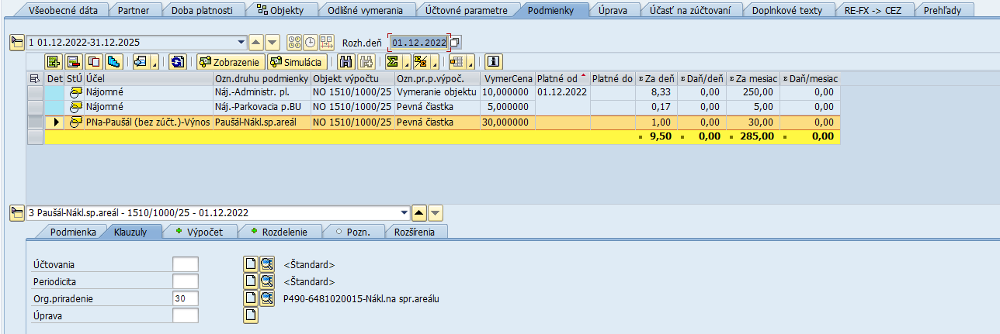 Všeobecné dáta Partner Doba platnosti Objekty Odlišné vymerania Účtovné parametre Podmienky Úprava Účasť na zúčtovaní Doplnkové texty RE-FX -> CEZ Prehľady
1 01.12.2022-31.12.2025 Rozh.deň 01.12.2022
Zobrazenie Simulácia
Det StÚ Účel Ozn.druhu podmienky Objekt výpočtu Ozn.pr.p.výpoč. VymerCena Platné od Platné do Za deň Daň/deň Za mesiac Daň/mesiac
Nájomné Náj.-Administr. pl. NO 1510/1000/25 Vymeranie objektu 10,000000 01.12.2022 8,33 0,00 250,00 0,00
Nájomné Náj.-Parkovacia p.BU NO 1510/1000/25 Pevná čiastka 5,000000 0,17 0,00 5,00 0,00
PNa-Paušál (bez zúčt.)-Výnos Paušál-Nákl.sp.areál NO 1510/1000/25 Pevná čiastka 30,000000 1,00 0,00 30,00 0,00
9,50 0,00 285,00 0,00
3 Paušál-Nákl.sp.areál - 1510/1000/25 - 01.12.2022
Podmienka Klauzuly Výpočet Rozdelenie Pozn. Rozšírenia
Účtovania <Štandard>
Periodicita <Štandard>
Org.priradenie 30 P490-6481020015-Nákl.na spr.areálu
Úprava